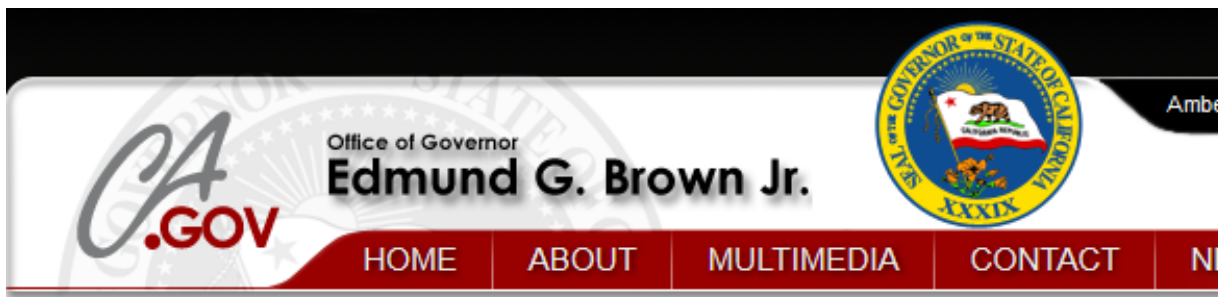 SEAL OF THE GOVERNOR OF THE STATE OF CALIFORNIA
CALIFORNIA REPUBLIC
XXXIX
Ambe
Office of Governor
Edmund G. Brown Jr.
CA
.GOV
HOME
ABOUT
MULTIMEDIA
CONTACT